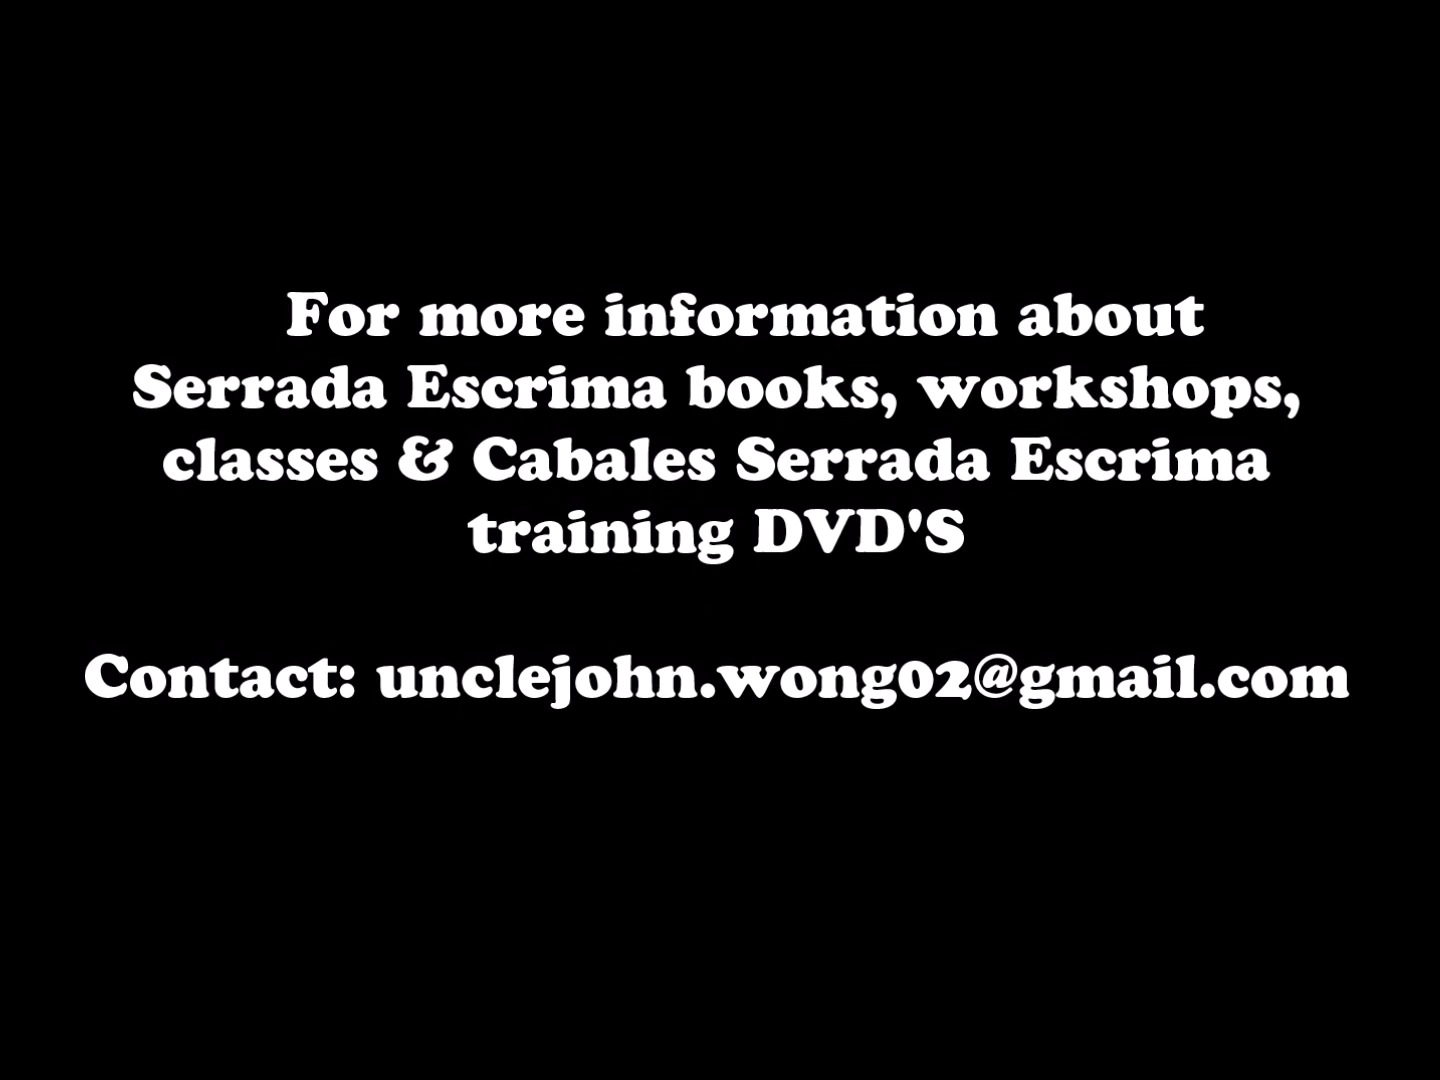 For more information about
Serrada Escrima books, workshops,
classes & Cabales Serrada Escrima
training DVD'S
Contact: unclejohn.wong02@gmail.com